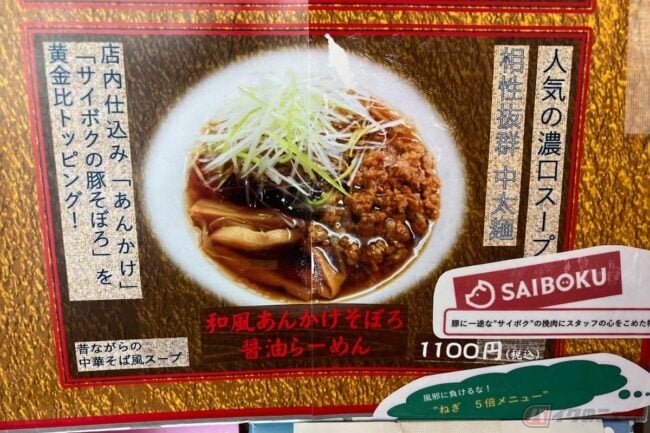 人気の濃口スープ
相性抜群 中太麺
店内仕込み「あんかけ」
「サイボクの豚そぼろ」を
黄金比トッピング!
和風あんかけそぼろ
醤油らーめん
昔ながらの
中華そば風スープ
1100円(税込)
SAIBOKU
豚に一途な"サイボク"の挽肉にスタッフの心をこめた
風邪に負けるな!
"ねぎ 5倍メニュー"